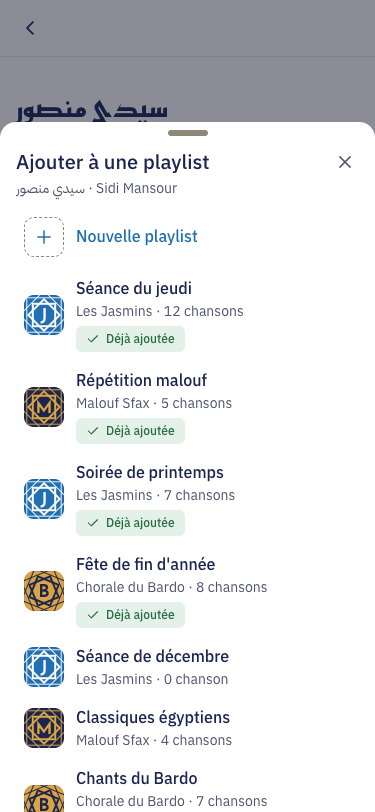 سيدي منصور
Ajouter à une playlist
سيدي منصور · Sidi Mansour
Nouvelle playlist
Séance du jeudi
J
Les Jasmins · 12 chansons
Déjà ajoutée
Répétition malouf
M
Malouf Sfax · 5 chansons
Déjà ajoutée
Soirée de printemps
J
Les Jasmins · 7 chansons
Déjà ajoutée
Fête de fin d'année
B
Chorale du Bardo · 8 chansons
Déjà ajoutée
Séance de décembre
J
Les Jasmins · 0 chanson
Classiques égyptiens
M
Malouf Sfax · 4 chansons
Chants du Bardo
B
Chorale du Bardo · 7 chansons